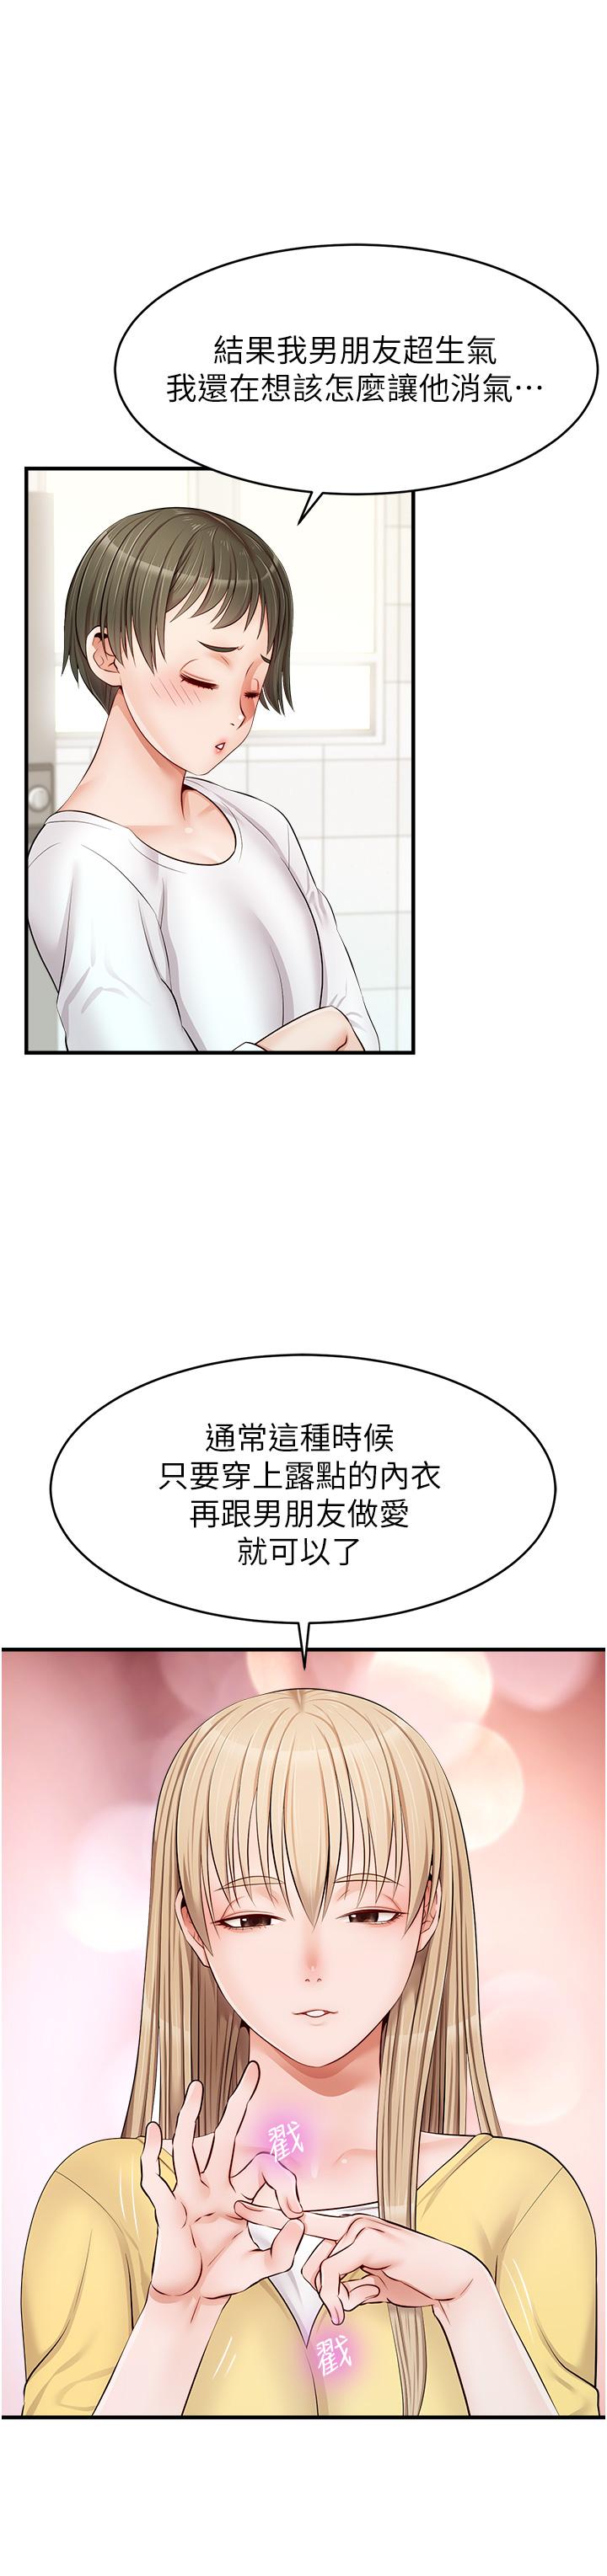 結果我男朋友超生氣
我還在想該怎麼讓他消氣…
通常這種時候
只要穿上露點的內衣
再跟男朋友做愛
就可以了
戳
戳